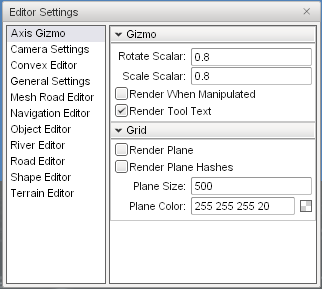 Editor Settings
Axis Gizmo
Camera Settings
Convex Editor
General Settings
Mesh Road Editor
Navigation Editor
Object Editor
River Editor
Road Editor
Shape Editor
Terrain Editor
Gizmo
Rotate Scalar: 0.8
Scale Scalar: 0.8
Render When Manipulated
Render Tool Text
Grid
Render Plane
Render Plane Hashes
Plane Size: 500
Plane Color: 255 255 255 20